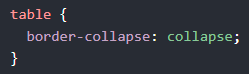 table {
  border-collapse: collapse;
}